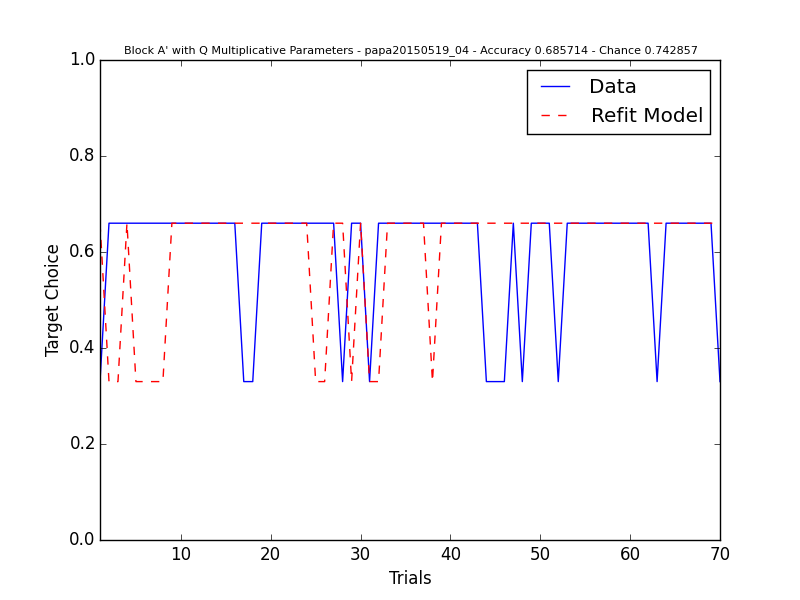 Block A' with Q Multiplicative Parameters - papa20150519_04 - Accuracy 0.685714 - Chance 0.742857
1.0
Data
Refit Model
0.8
0.6
Target Choice
0.4
0.2
0.0
10 20 30 40 50 60 70
Trials